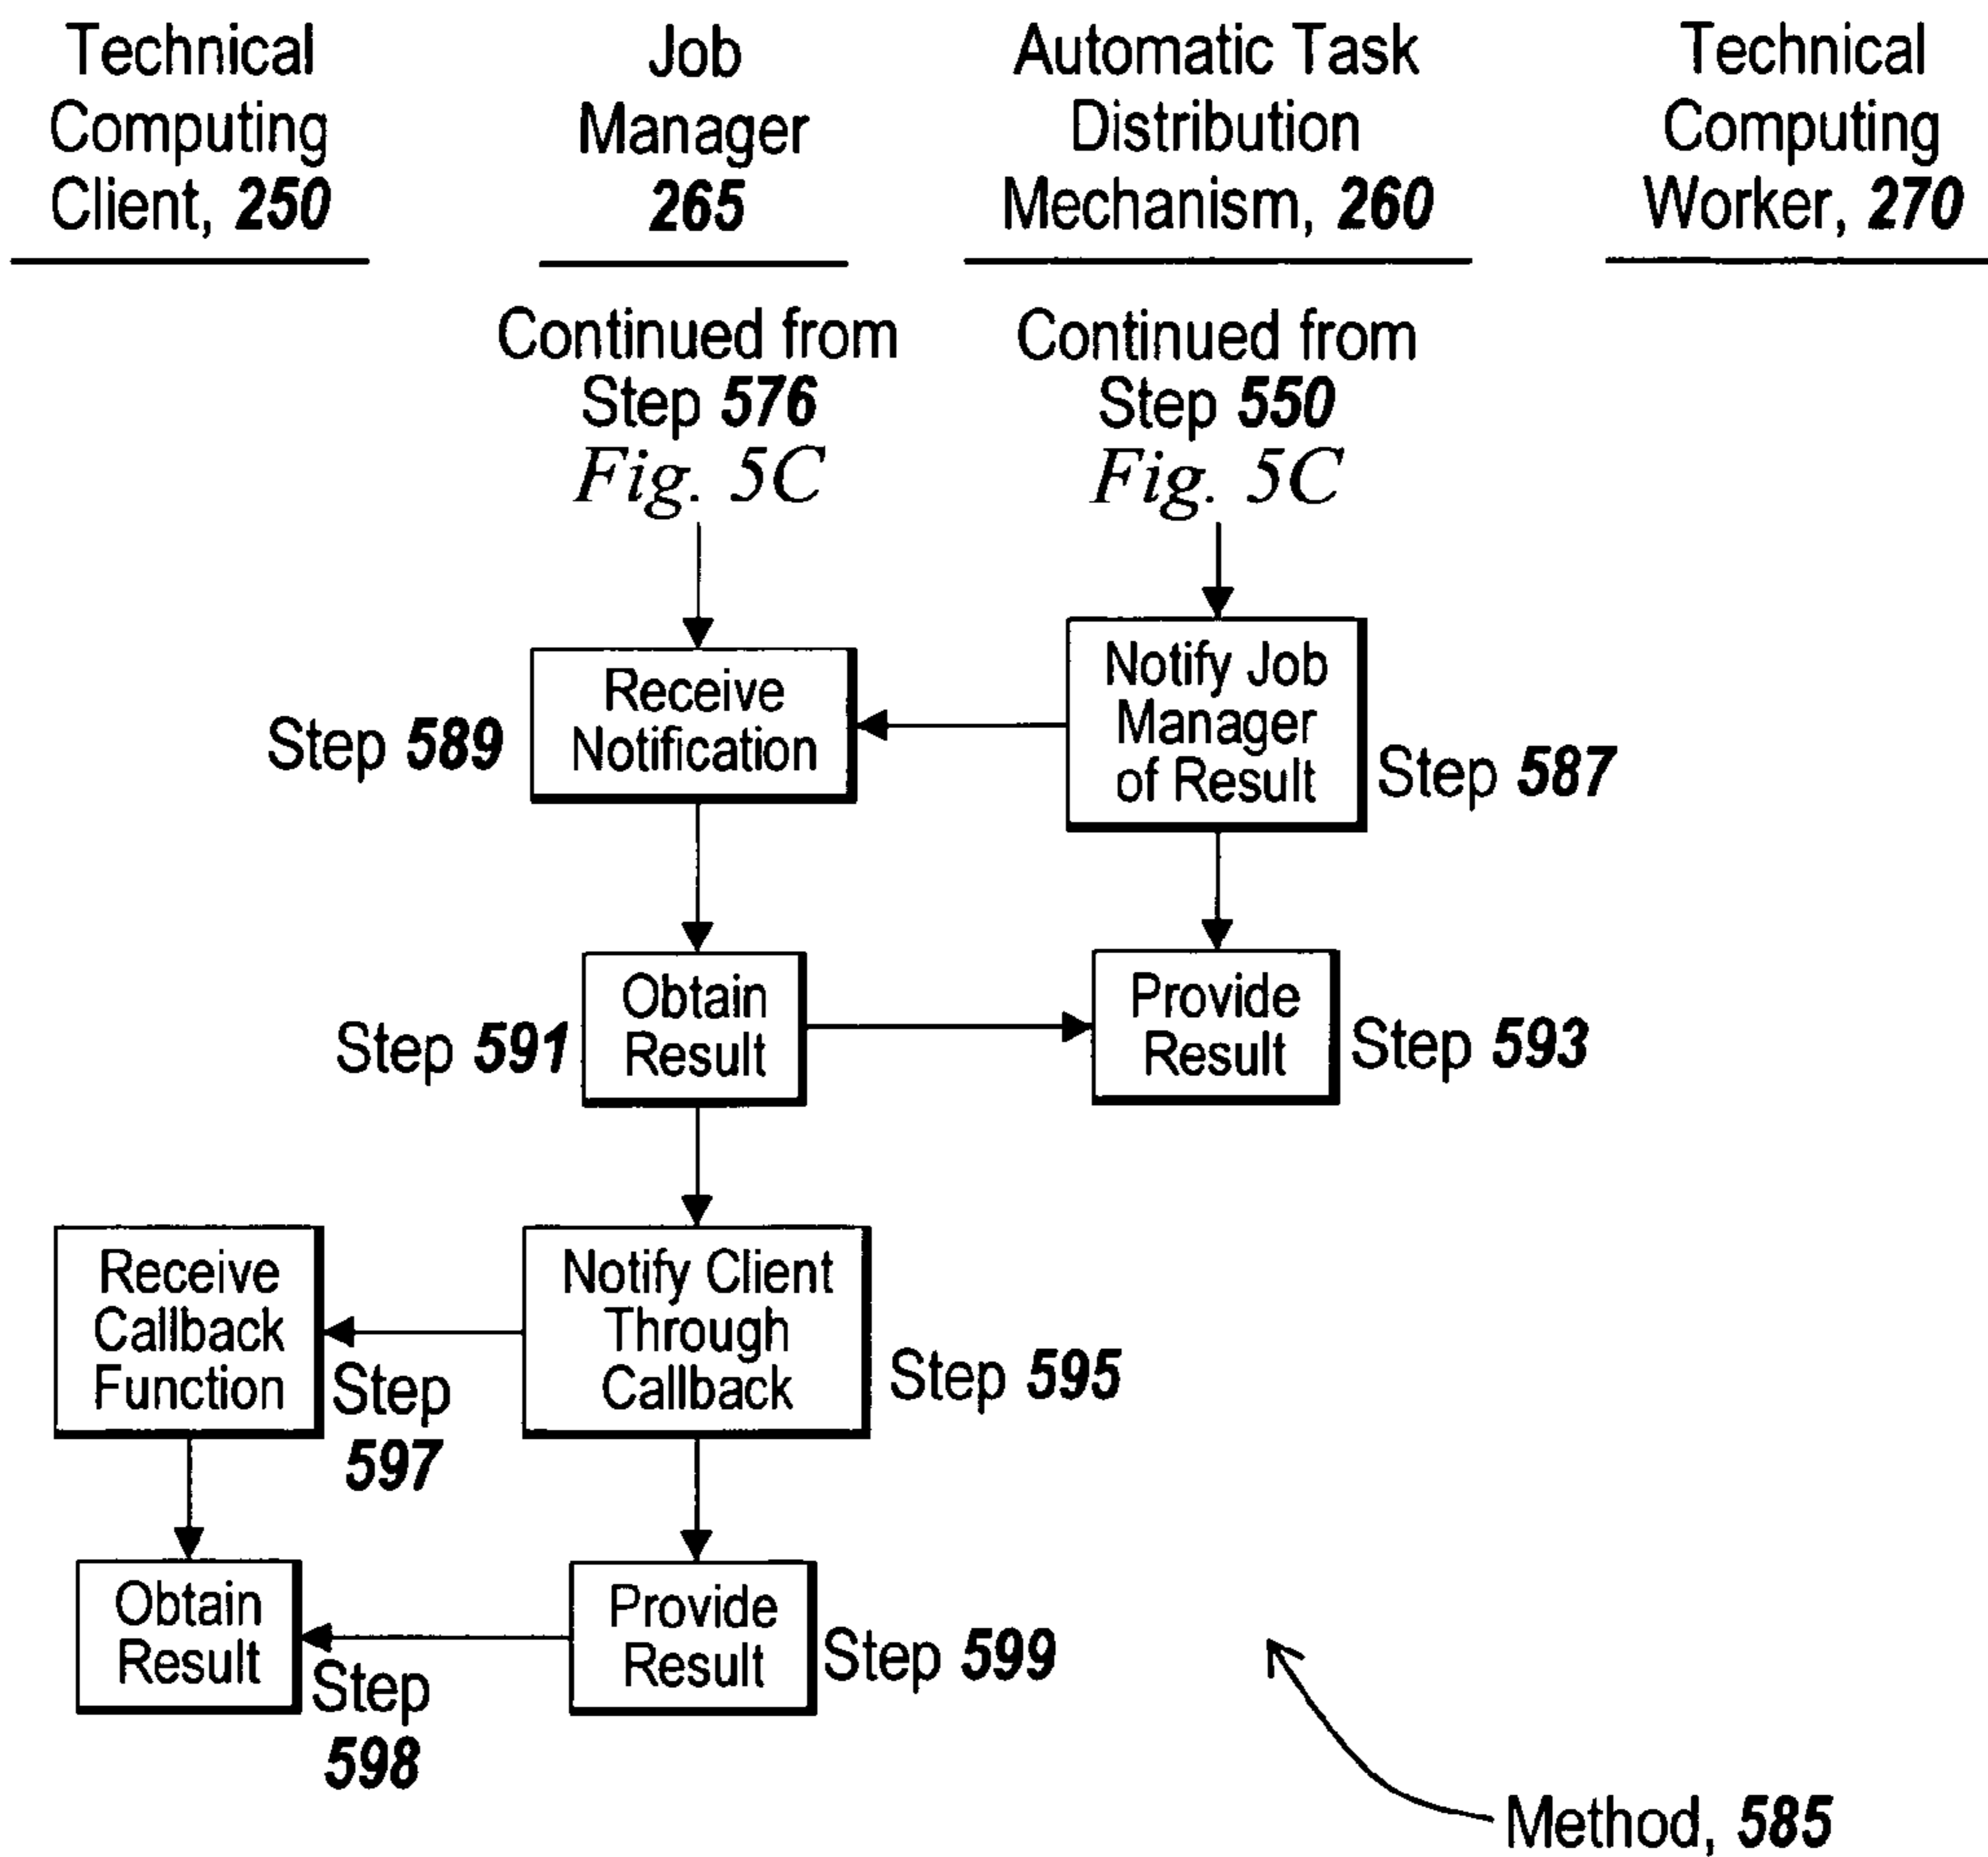 Technical
Computing
Client, 250
Job
Manager
265
Automatic Task
Distribution
Mechanism, 260
Technical
Computing
Worker, 270
Continued from
Step 576
Fig. 5C
Continued from
Step 550
Fig. 5C
Receive
Notification
Step 589
Notify Job
Manager
of Result
Step 587
Obtain
Result
Step 591
Provide
Result
Step 593
Receive
Callback
Function
Step
597
Notify Client
Through
Callback
Step 595
Obtain
Result
Step
598
Provide
Result
Step 599
Method, 585